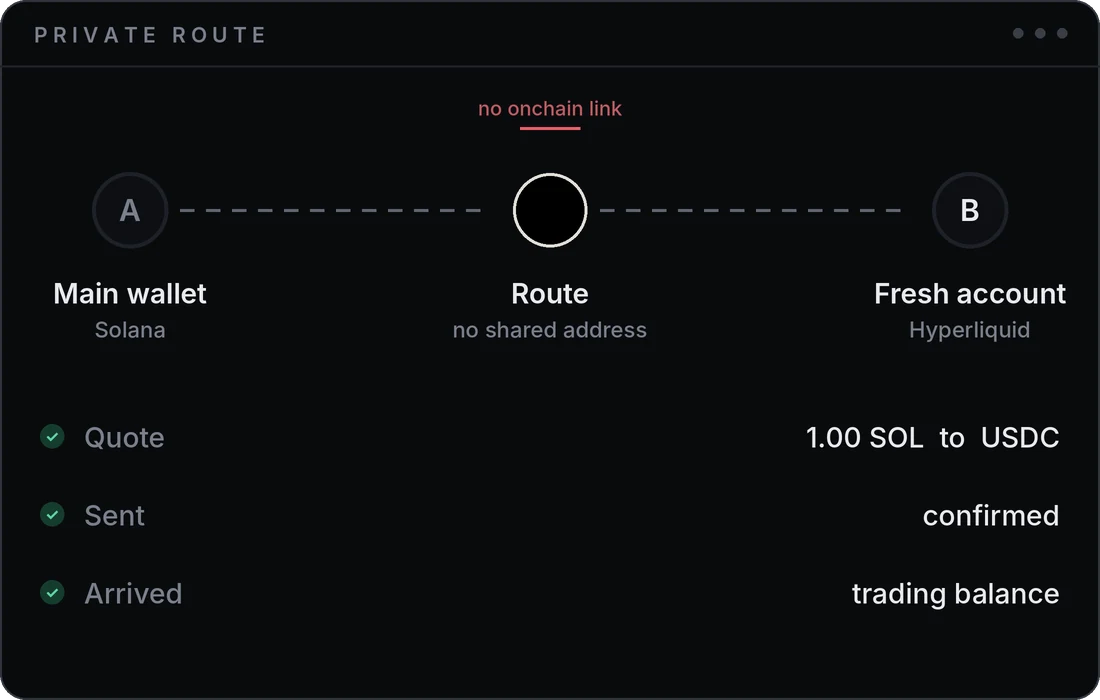 PRIVATE ROUTE
no onchain link
A
B
Main wallet
Route
Fresh account
Solana
no shared address
Hyperliquid
Quote
1.00 SOL to USDC
Sent
confirmed
Arrived
trading balance